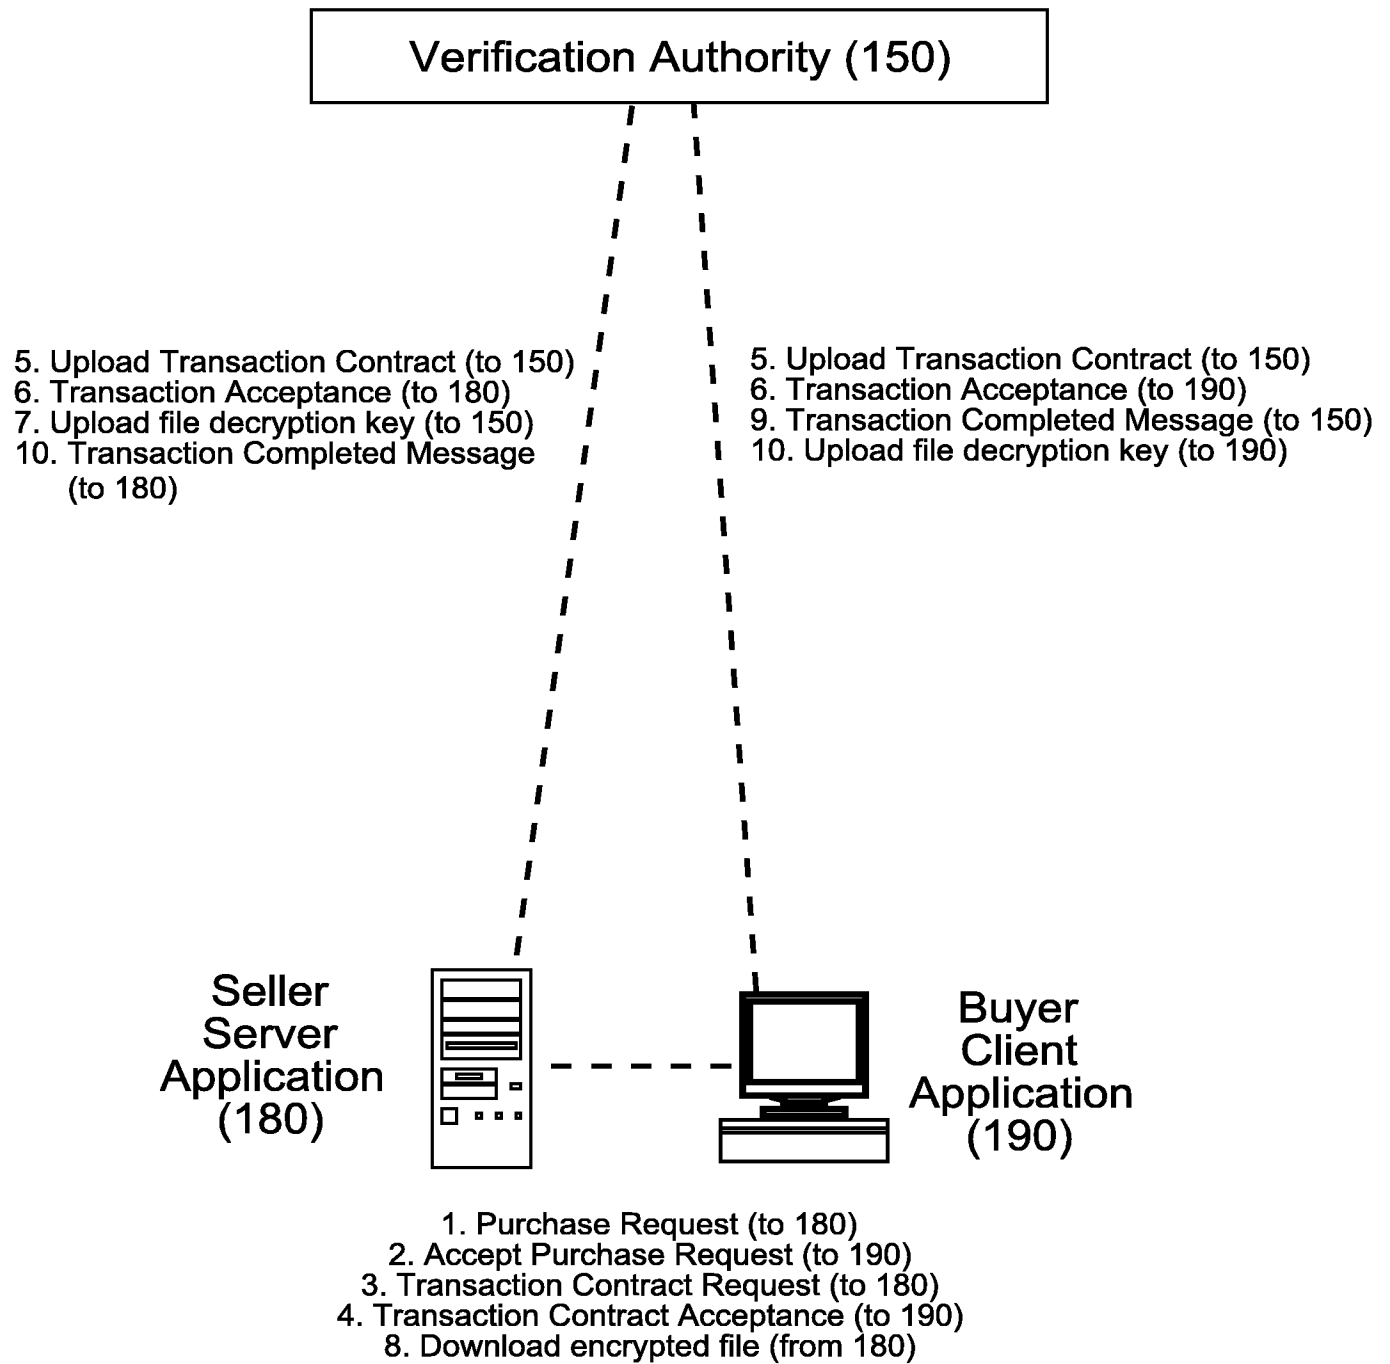 Verification Authority (150)
5. Upload Transaction Contract (to 150)
6. Transaction Acceptance (to 180)
7. Upload file decryption key (to 150)
10. Transaction Completed Message
(to 180)
5. Upload Transaction Contract (to 150)
6. Transaction Acceptance (to 190)
9. Transaction Completed Message (to 150)
10. Upload file decryption key (to 190)
Seller
Server
Application
(180)
Buyer
Client
Application
(190)
1. Purchase Request (to 180)
2. Accept Purchase Request (to 190)
3. Transaction Contract Request (to 180)
4. Transaction Contract Acceptance (to 190)
8. Download encrypted file (from 180)